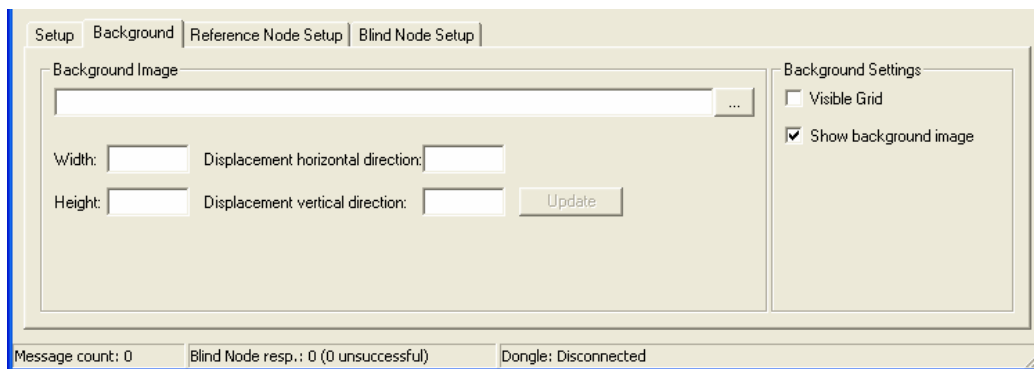 Setup Background Reference Node Setup Blind Node Setup
Background Image
...
Width: Displacement horizontal direction:
Height: Displacement vertical direction: Update
Background Settings
Visible Grid
Show background image
Message count: 0 Blind Node resp.: 0 (0 unsuccessful) Dongle: Disconnected